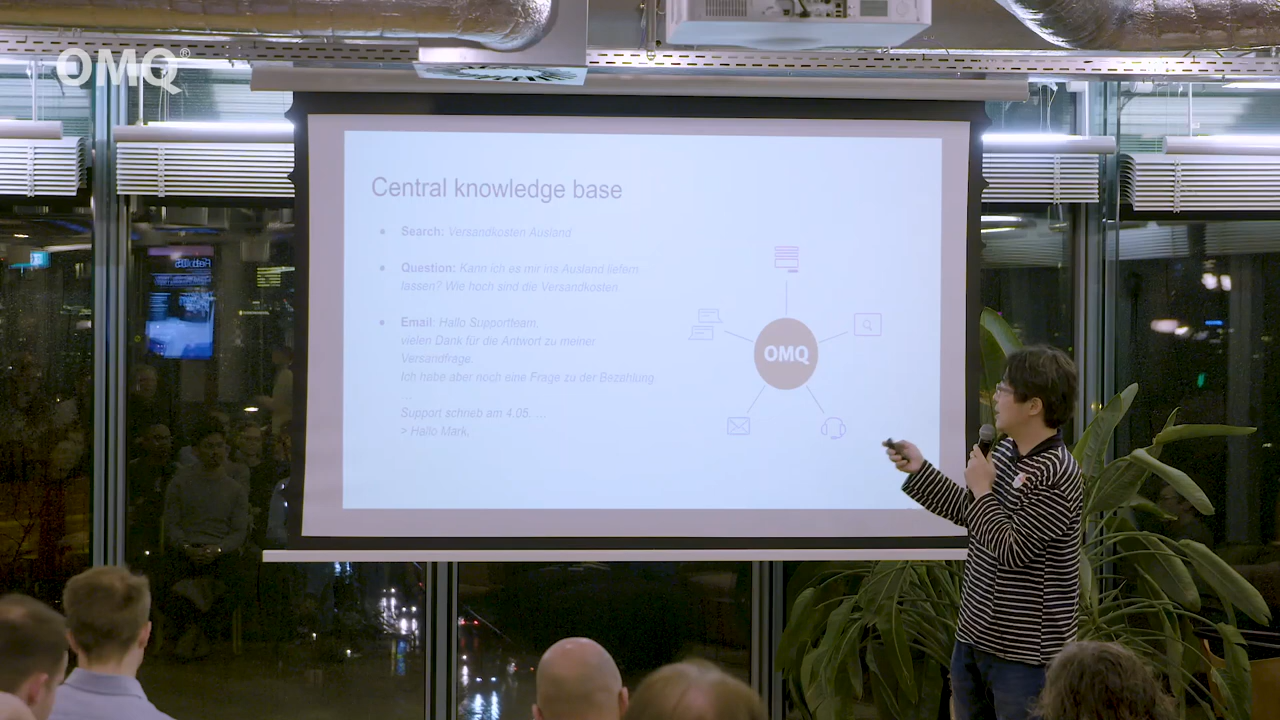 OMQ®
Central knowledge base
Search: Versandkosten Ausland
Question: Kann ich es mir ins Ausland liefern
lassen? Wie hoch sind die Versandkosten
Email: Hallo Supportteam,
vielen Dank für die Antwort zu meiner
Versandfrage.
Ich habe aber noch eine Frage zu der Bezahlung
...
Support schrieb am 4.05.....
> Hallo Mark,
OMQ